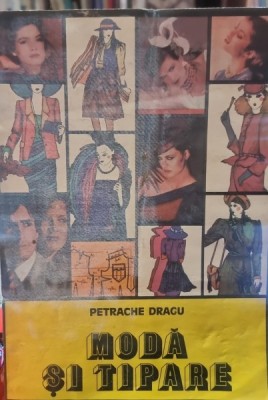 PETRACHE DRAGU
MODĂ
ȘI TIPARE